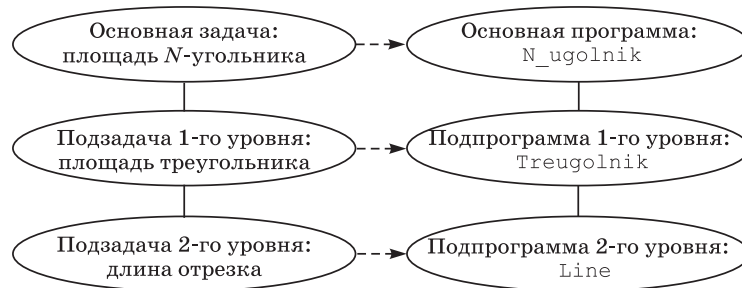 Основная задача:
площадь N-угольника
Основная программа:
N_ugolnik
Подзадача 1-го уровня:
площадь треугольника
Подпрограмма 1-го уровня:
Treugolnik
Подзадача 2-го уровня:
длина отрезка
Подпрограмма 2-го уровня:
Line